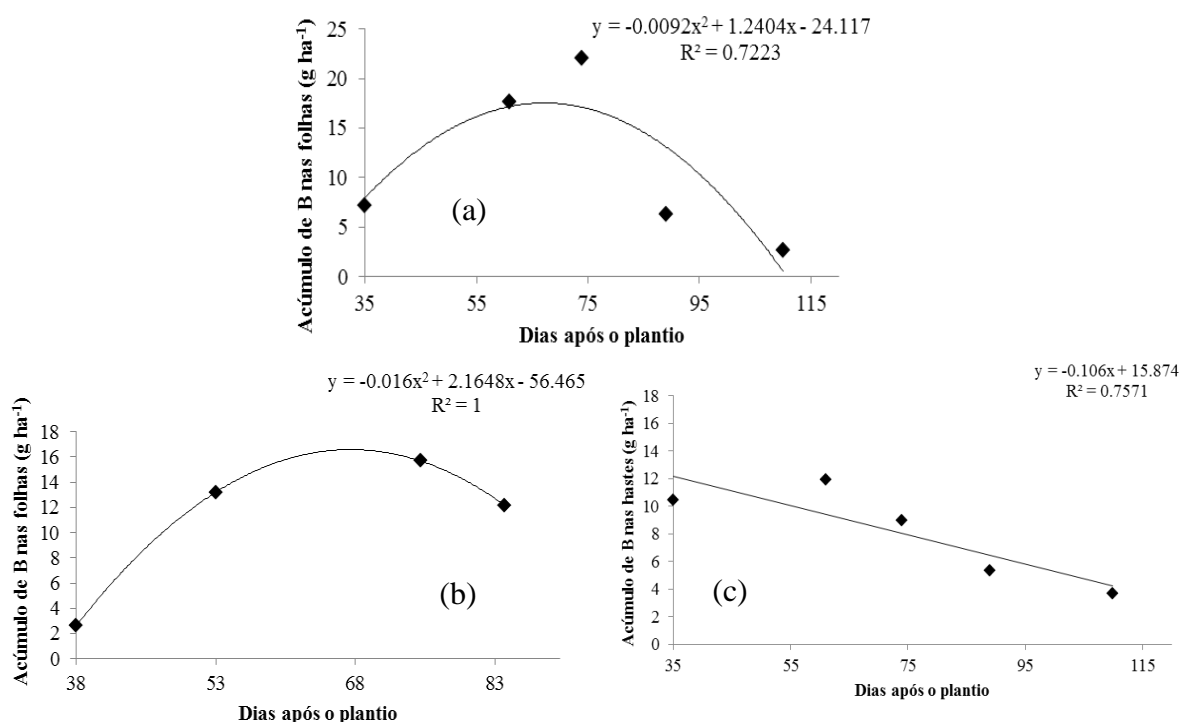 y = -0.0092x² + 1.2404x - 24.117
R² = 0.7223
Acúmulo de B nas folhas (g ha⁻¹)
25
20
15
10
5
0
(a)
35 55 75 95 115
Dias após o plantio
y = -0.016x² + 2.1648x - 56.465
R² = 1
Acúmulo de B nas folhas (g ha⁻¹)
18
16
14
12
10
8
6
4
2
0
(b)
38 53 68 83
Dias após o plantio
y = -0.106x + 15.874
R² = 0.7571
Acúmulo de B nas hastes (g ha⁻¹)
18
16
14
12
10
8
6
4
2
0
(c)
35 55 75 95 115
Dias após o plantio